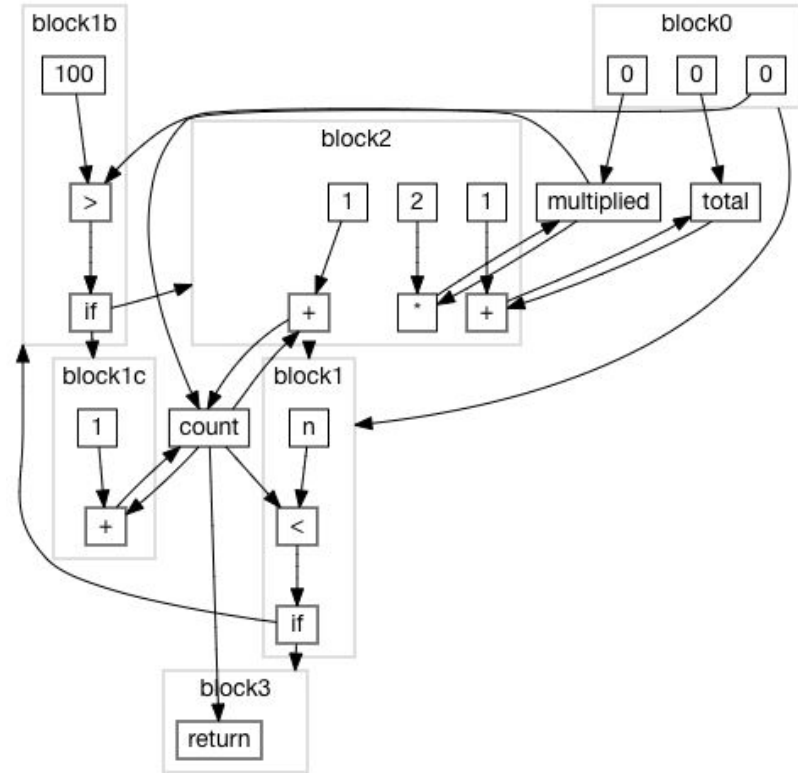 block1b
block0
100
0
0
0
block2
>
1
2
1
multiplied
total
if
+
*
+
block1c
block1
1
count
n
+
<
if
block3
return